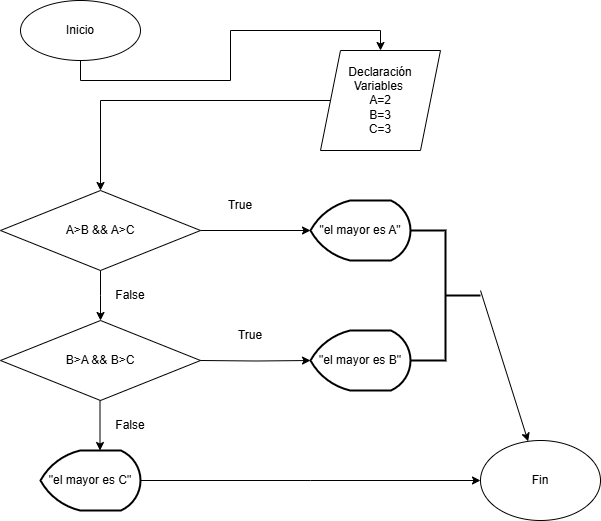 Inicio
Declaración
Variables
A=2
B=3
C=3
A>B && A>C
True
"el mayor es A"
False
B>A && B>C
True
"el mayor es B"
False
"el mayor es C"
Fin